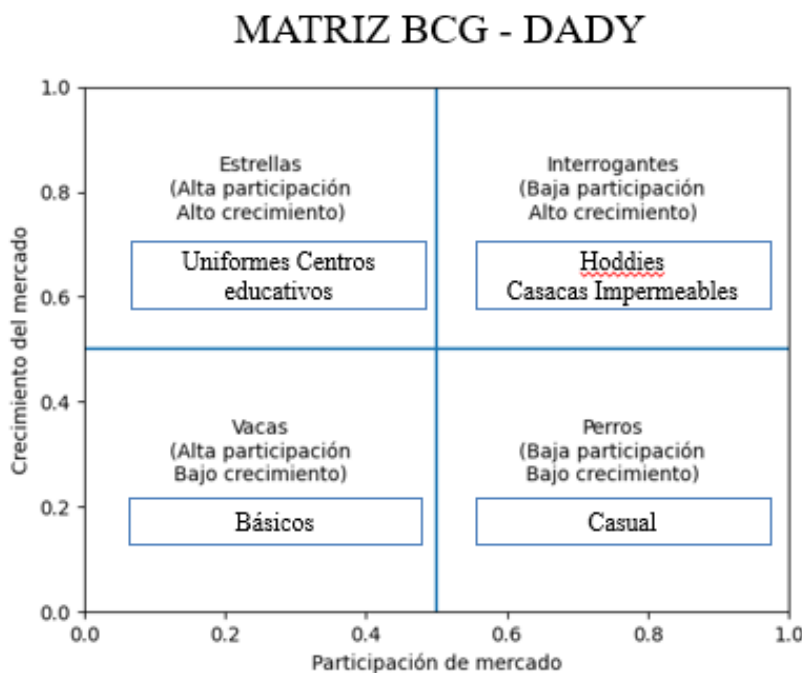 MATRIZ BCG - DADY
1.0
Estrellas
(Alta participación
Alto crecimiento)
Interrogantes
(Baja participación
Alto crecimiento)
0.8
Uniformes Centros
educativos
Hoddies
Casacas Impermeables
0.6
Crecimiento del mercado
0.4
Vacas
(Alta participación
Bajo crecimiento)
Perros
(Baja participación
Bajo crecimiento)
0.2
Básicos
Casual
0.0
0.0 0.2 0.4 0.6 0.8 1.0
Participación de mercado